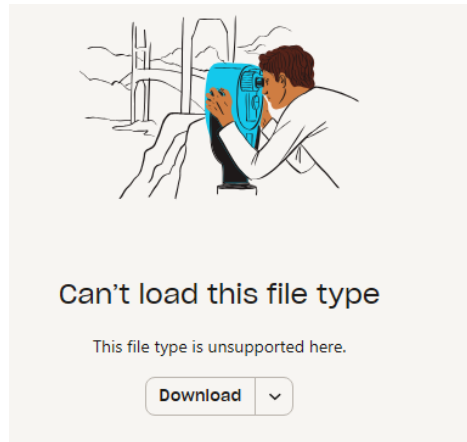 Can't load this file type
This file type is unsupported here.
Download